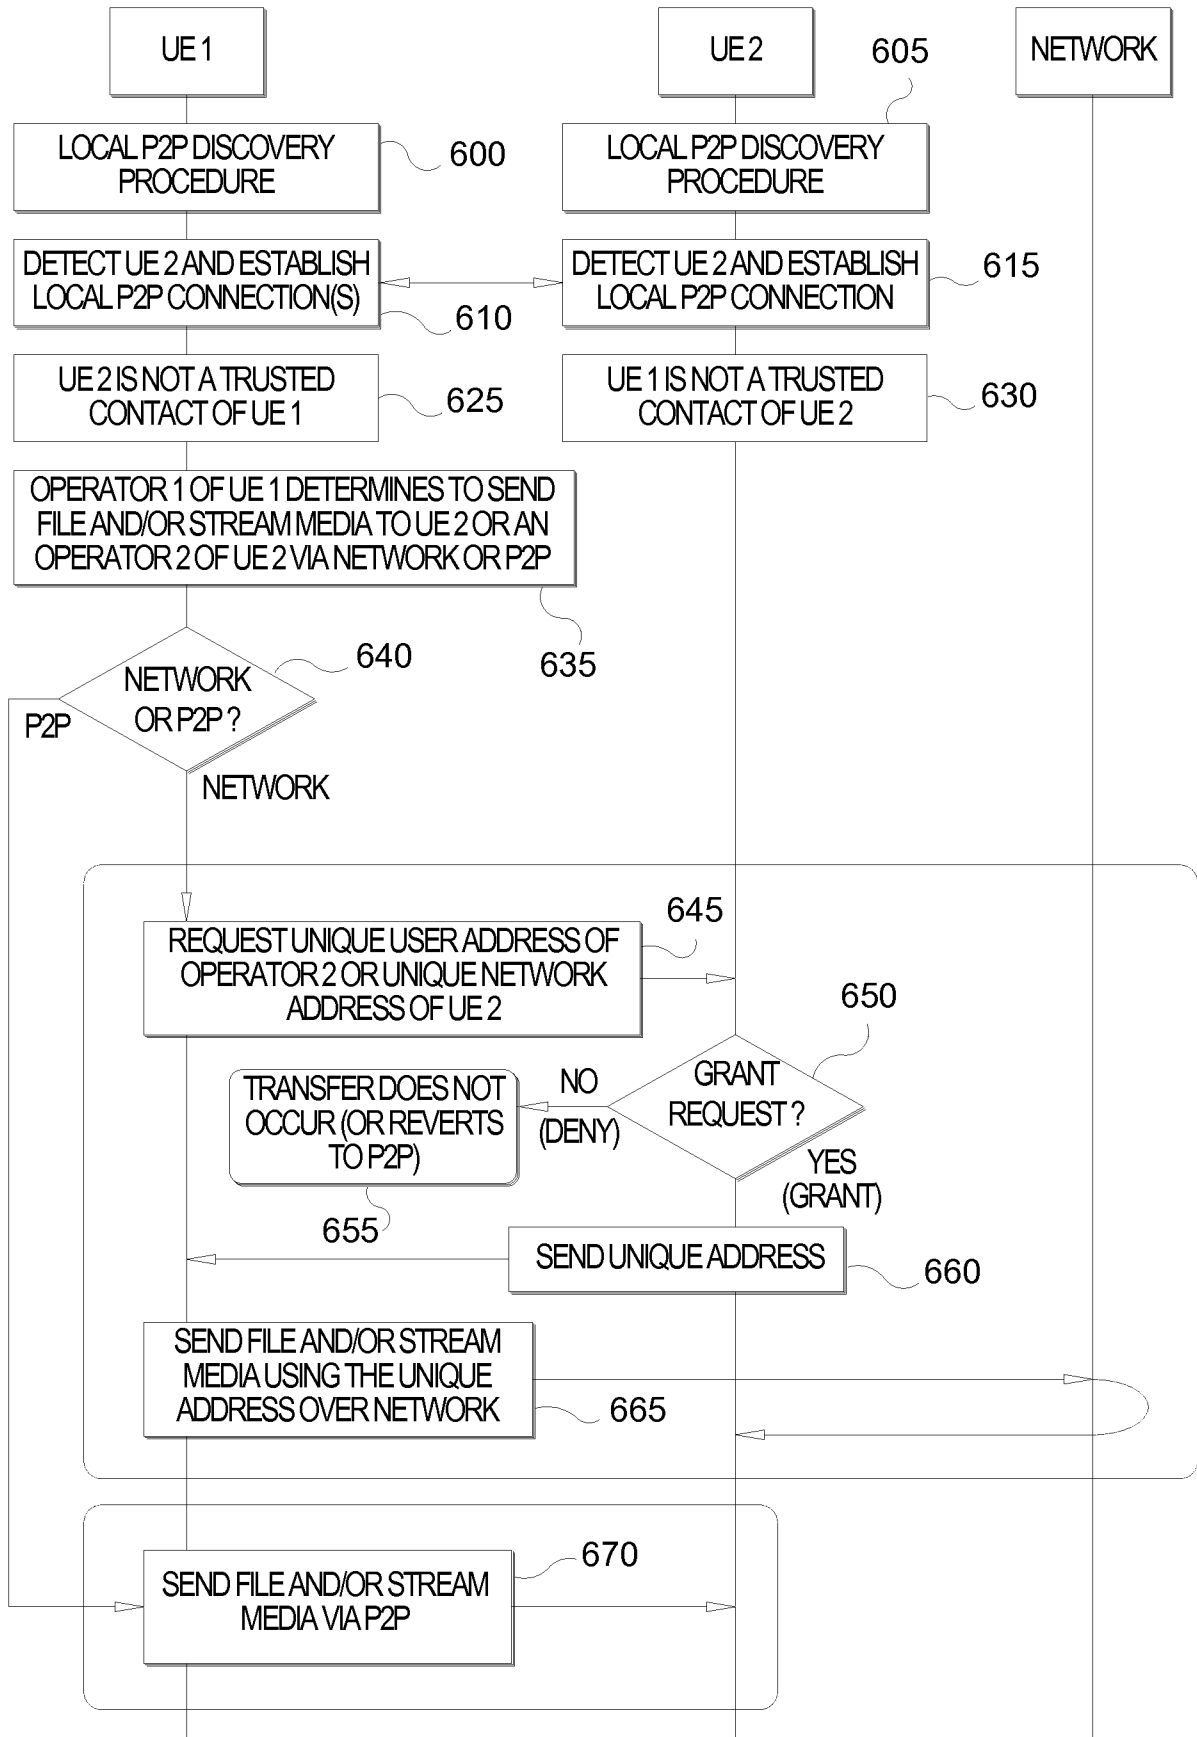 UE 1
UE 2
NETWORK
605
LOCAL P2P DISCOVERY
PROCEDURE
600
LOCAL P2P DISCOVERY
PROCEDURE
DETECT UE 2 AND ESTABLISH
LOCAL P2P CONNECTION(S)
610
DETECT UE 2 AND ESTABLISH
LOCAL P2P CONNECTION
615
UE 2 IS NOT A TRUSTED
CONTACT OF UE 1
625
UE 1 IS NOT A TRUSTED
CONTACT OF UE 2
630
OPERATOR 1 OF UE 1 DETERMINES TO SEND
FILE AND/OR STREAM MEDIA TO UE 2 OR AN
OPERATOR 2 OF UE 2 VIA NETWORK OR P2P
635
640
NETWORK
OR P2P ?
P2P
NETWORK
645
REQUEST UNIQUE USER ADDRESS OF
OPERATOR 2 OR UNIQUE NETWORK
ADDRESS OF UE 2
650
GRANT
REQUEST ?
NO
(DENY)
TRANSFER DOES NOT
OCCUR (OR REVERTS
TO P2P)
655
YES
(GRANT)
SEND UNIQUE ADDRESS
660
SEND FILE AND/OR STREAM
MEDIA USING THE UNIQUE
ADDRESS OVER NETWORK
665
670
SEND FILE AND/OR STREAM
MEDIA VIA P2P